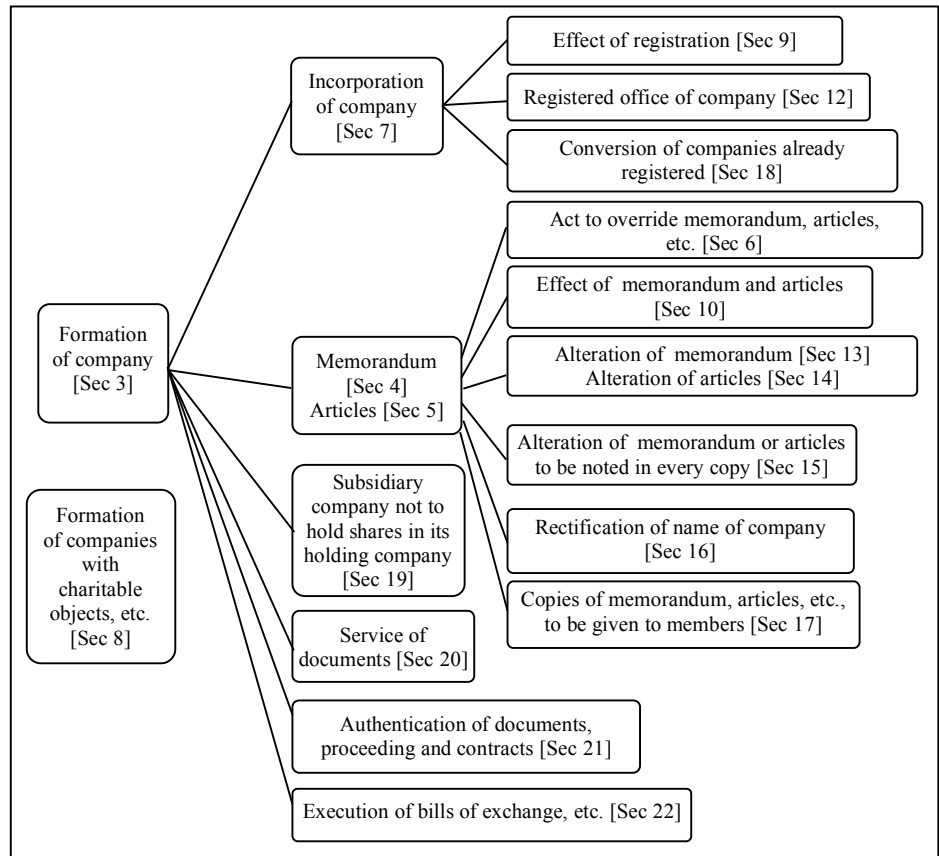 Formation
of company
[Sec 3]
Formation
of companies
with
charitable
objects, etc.
[Sec 8]
Incorporation
of company
[Sec 7]
Effect of registration [Sec 9]
Registered office of company [Sec 12]
Conversion of companies already
registered [Sec 18]
Memorandum
[Sec 4]
Articles [Sec 5]
Act to override memorandum, articles,
etc. [Sec 6]
Effect of memorandum and articles
[Sec 10]
Alteration of memorandum [Sec 13]
Alteration of articles [Sec 14]
Alteration of memorandum or articles
to be noted in every copy [Sec 15]
Rectification of name of company
[Sec 16]
Copies of memorandum, articles, etc.,
to be given to members [Sec 17]
Subsidiary
company not to
hold shares in its
holding company
[Sec 19]
Service of
documents [Sec 20]
Authentication of documents,
proceeding and contracts [Sec 21]
Execution of bills of exchange, etc. [Sec 22]